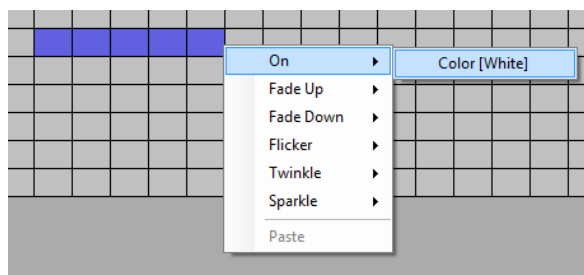 On
Color [White]
Fade Up
Fade Down
Flicker
Twinkle
Sparkle
Paste